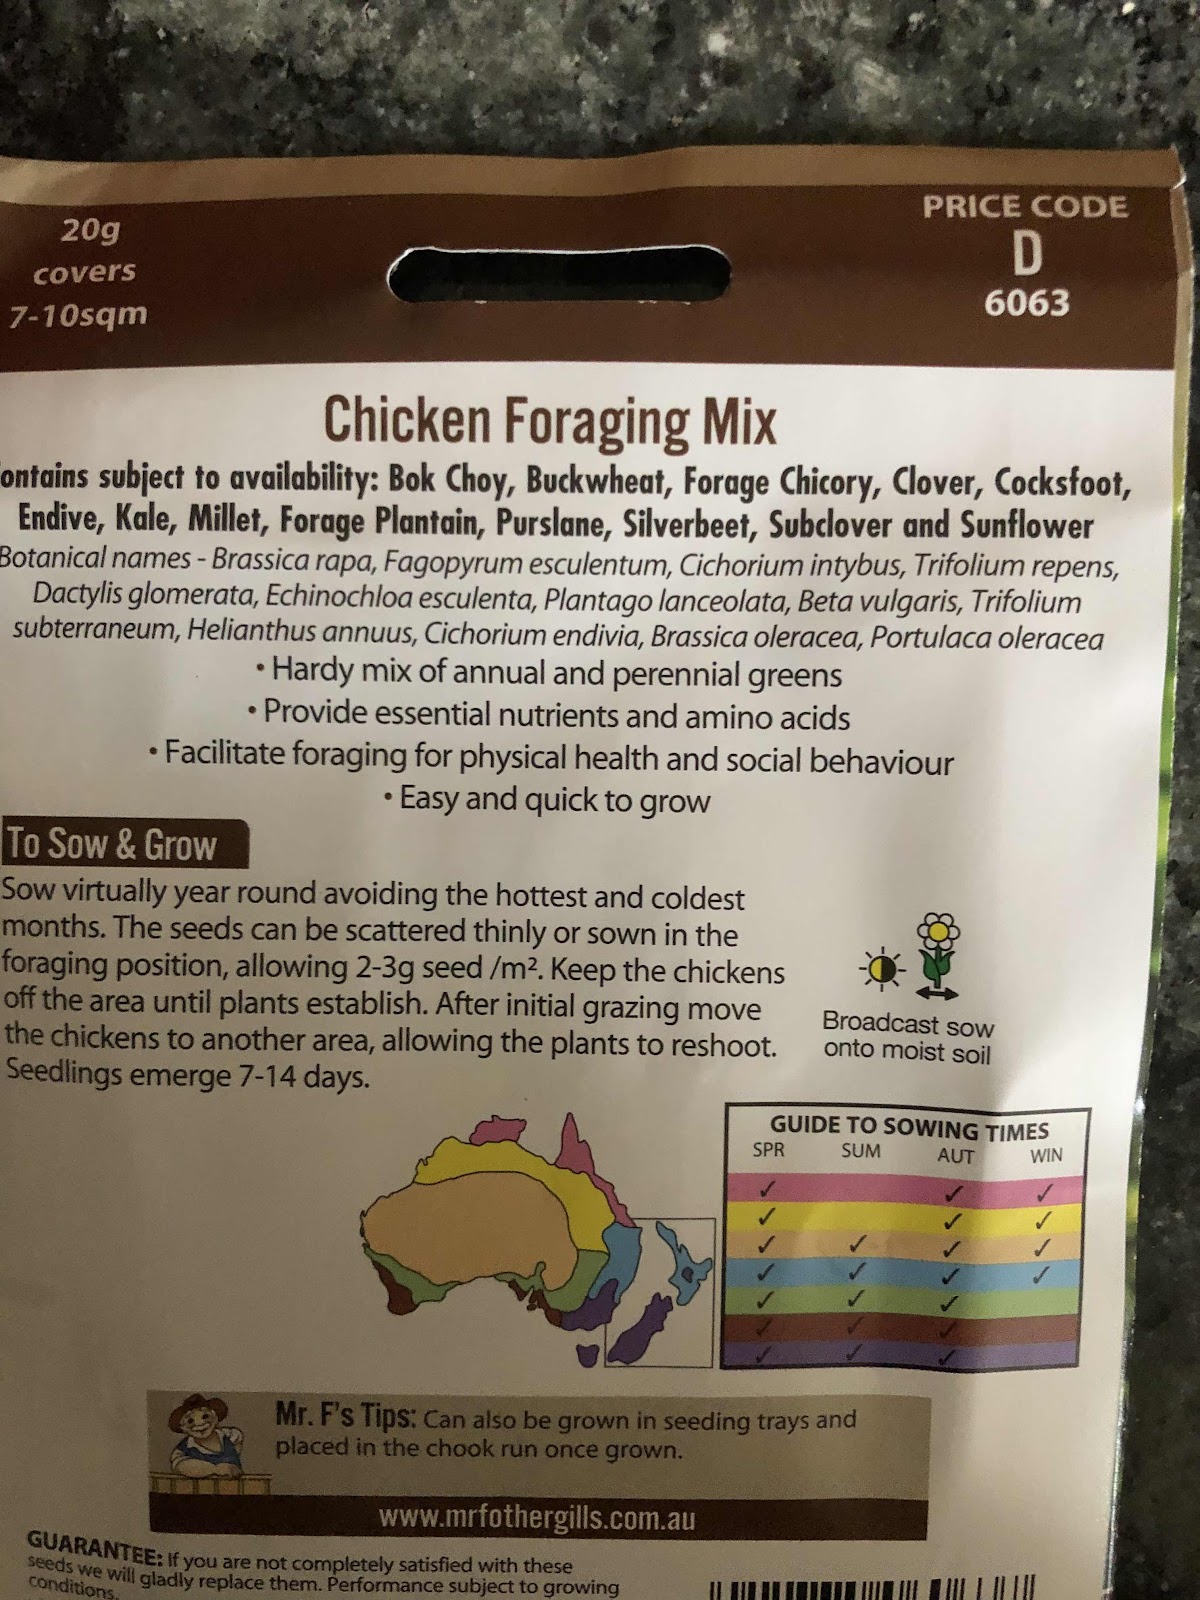 20g
covers
7-10sqm
PRICE CODE
D
6063
Chicken Foraging Mix
ontains subject to availability: Bok Choy, Buckwheat, Forage Chicory, Clover, Cocksfoot,
Endive, Kale, Millet, Forage Plantain, Purslane, Silverbeet, Subclover and Sunflower
Botanical names - Brassica rapa, Fagopyrum esculentum, Cichorium intybus, Trifolium repens,
Dactylis glomerata, Echinochloa esculenta, Plantago lanceolata, Beta vulgaris, Trifolium
subterraneum, Helianthus annuus, Cichorium endivia, Brassica oleracea, Portulaca oleracea
• Hardy mix of annual and perennial greens
• Provide essential nutrients and amino acids
• Facilitate foraging for physical health and social behaviour
• Easy and quick to grow
To Sow & Grow
Sow virtually year round avoiding the hottest and coldest
months. The seeds can be scattered thinly or sown in the
foraging position, allowing 2-3g seed /m². Keep the chickens
off the area until plants establish. After initial grazing move
the chickens to another area, allowing the plants to reshoot.
Seedlings emerge 7-14 days.
Broadcast sow
onto moist soil
GUIDE TO SOWING TIMES
SPR SUM AUT WIN
✓ ✓ ✓
✓ ✓ ✓
✓ ✓ ✓ ✓
✓ ✓ ✓ ✓
✓ ✓ ✓
✓ ✓ ✓
✓ ✓ ✓
Mr. F's Tips: Can also be grown in seeding trays and
placed in the chook run once grown.
www.mrfothergills.com.au
GUARANTEE: If you are not completely satisfied with these
seeds we will gladly replace them. Performance subject to growing
conditions.